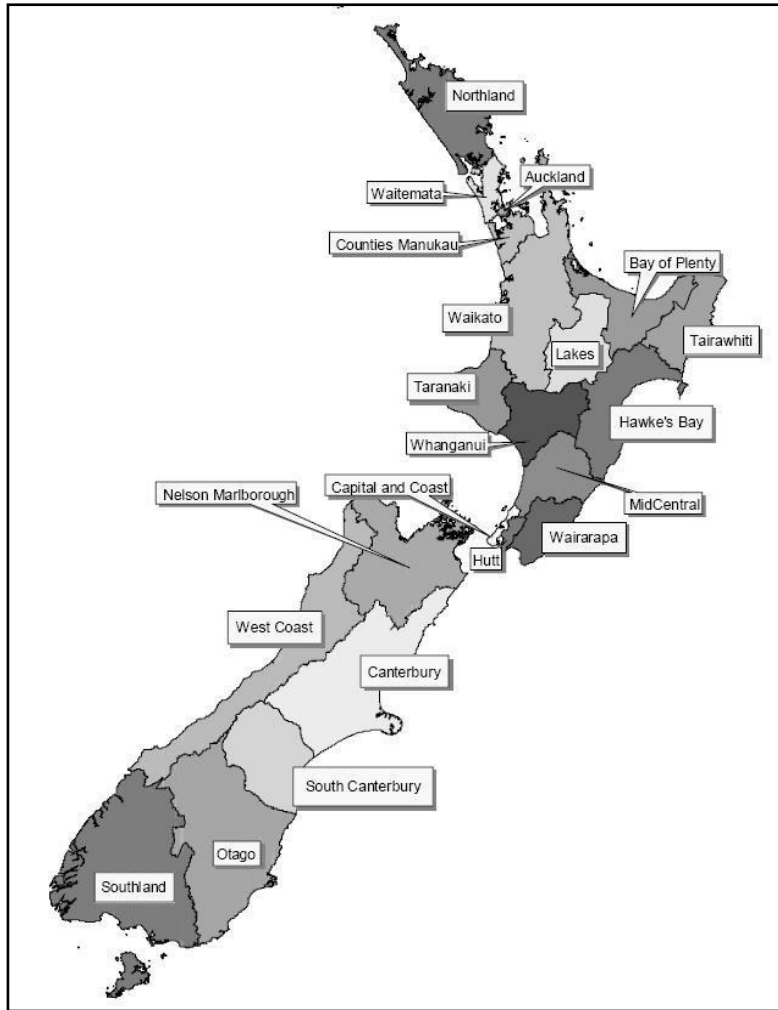 Northland
Auckland
Waitemata
Counties Manukau
Bay of Plenty
Waikato
Tairawhiti
Lakes
Taranaki
Hawke's Bay
Whanganui
Capital and Coast
Nelson Marlborough
MidCentral
Wairarapa
Hutt
West Coast
Canterbury
South Canterbury
Otago
Southland